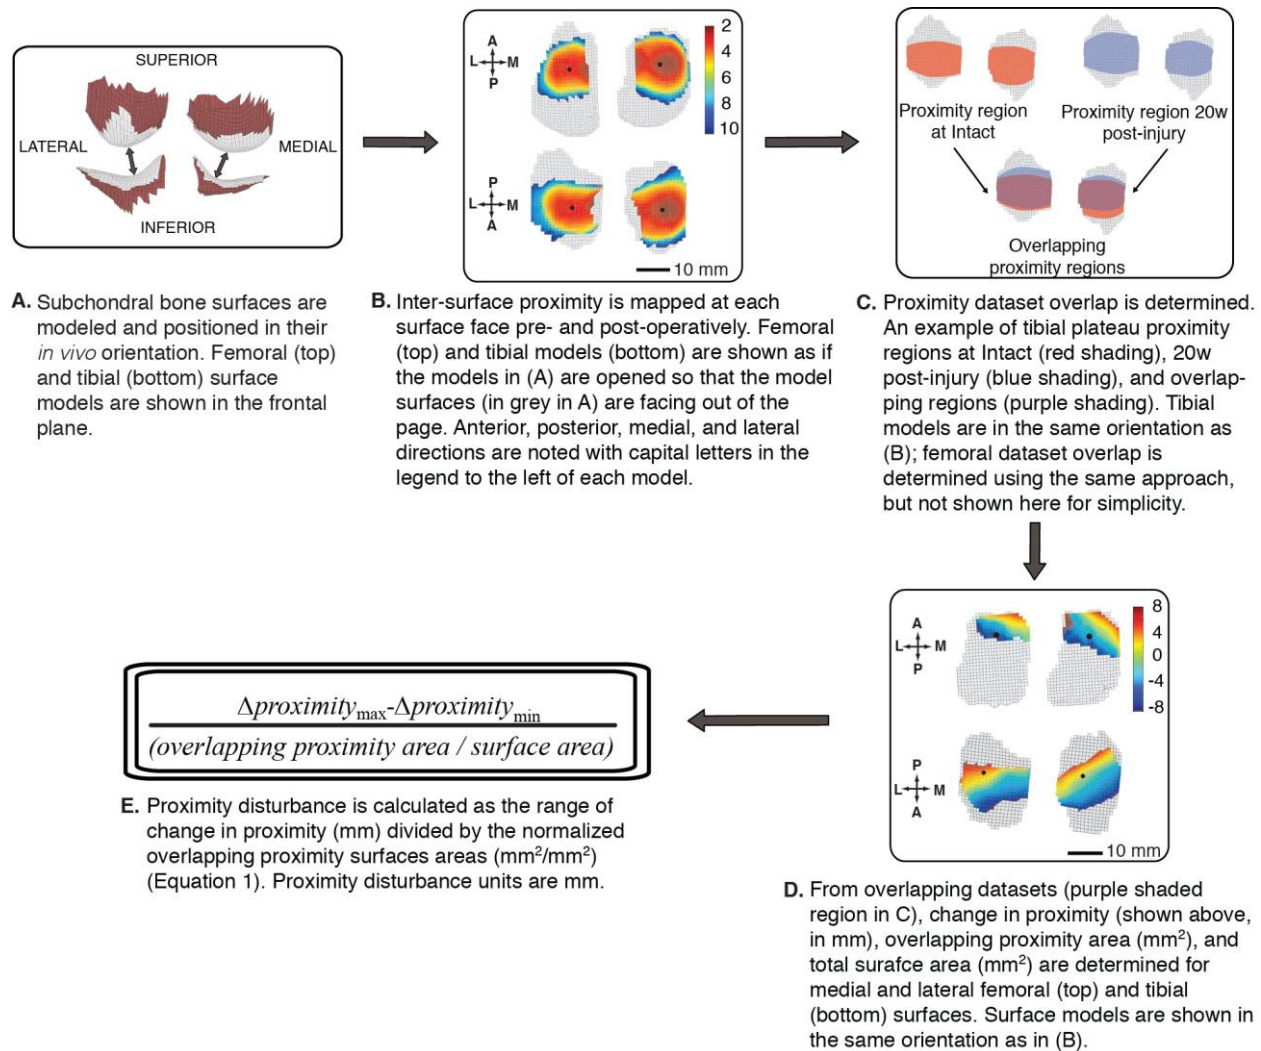 SUPERIOR
LATERAL
MEDIAL
INFERIOR
A. Subchondral bone surfaces are
modeled and positioned in their
in vivo orientation. Femoral (top)
and tibial (bottom) surface
models are shown in the frontal
plane.
A
L M
P
2
4
6
8
10
P
L M
A
10 mm
B. Inter-surface proximity is mapped at each
surface face pre- and post-operatively. Femoral
(top) and tibial models (bottom) are shown as if
the models in (A) are opened so that the model
surfaces (in grey in A) are facing out of the
page. Anterior, posterior, medial, and lateral
directions are noted with capital letters in the
legend to the left of each model.
Proximity region
at Intact
Proximity region 20w
post-injury
Overlapping
proximity regions
C. Proximity dataset overlap is determined.
An example of tibial plateau proximity
regions at Intact (red shading), 20w
post-injury (blue shading), and overlap-
ping regions (purple shading). Tibial
models are in the same orientation as
(B); femoral dataset overlap is
determined using the same approach,
but not shown here for simplicity.
A
L M
P
8
4
0
-4
-8
P
L M
A
10 mm
D. From overlapping datasets (purple shaded
region in C), change in proximity (shown above,
in mm), overlapping proximity area (mm²), and
total surafce area (mm²) are determined for
medial and lateral femoral (top) and tibial
(bottom) surfaces. Surface models are shown in
the same orientation as in (B).
Δproximitymax-Δproximitymin
(overlapping proximity area / surface area)
E. Proximity disturbance is calculated as the range of
change in proximity (mm) divided by the normalized
overlapping proximity surfaces areas (mm²/mm²)
(Equation 1). Proximity disturbance units are mm.